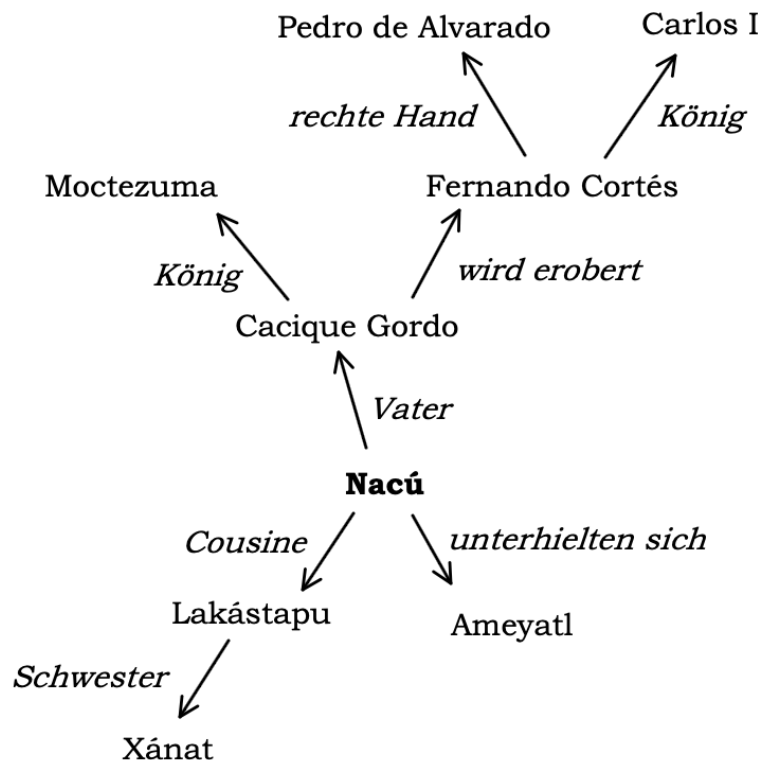 Pedro de Alvarado
Carlos I
rechte Hand
König
Moctezuma
Fernando Cortés
König
wird erobert
Cacique Gordo
Vater
Nacú
Cousine
unterhielten sich
Lakástapu
Ameyatl
Schwester
Xánat